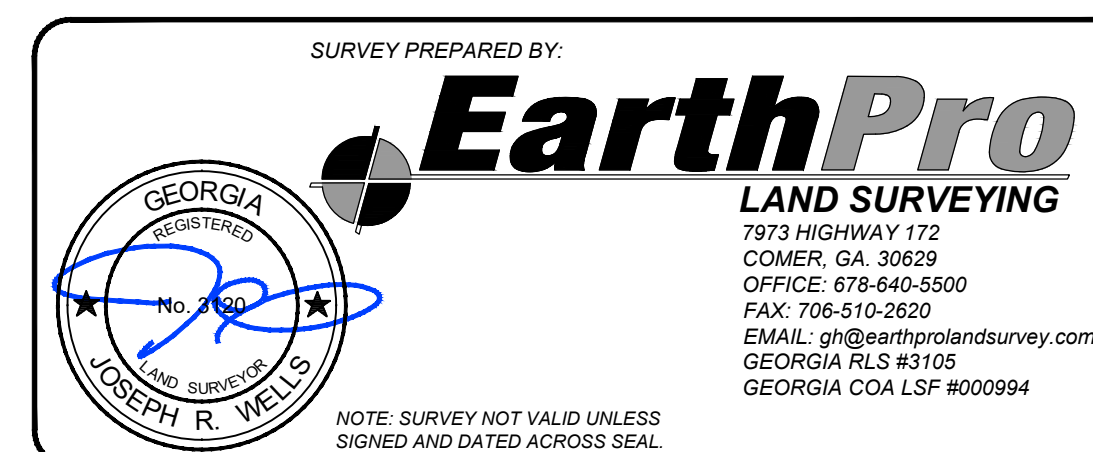 SURVEY PREPARED BY:
EarthPro
LAND SURVEYING
7973 HIGHWAY 172
COMER, GA. 30629
OFFICE: 678-640-5500
FAX: 706-510-2620
EMAIL: gh@earthprolandsurvey.com
GEORGIA RLS #3105
GEORGIA COA LSF #000994
GEORGIA
REGISTERED
No. 3120
LAND SURVEYOR
JOSEPH R. WELLS
NOTE: SURVEY NOT VALID UNLESS
SIGNED AND DATED ACROSS SEAL.